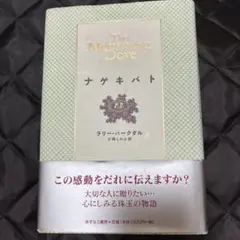 The
Mourning
Dove
ナゲキバト
ラリー・バークダル
この感動をだれに伝えますか?
大切な人に贈りたい…
心にしみる珠玉の物語